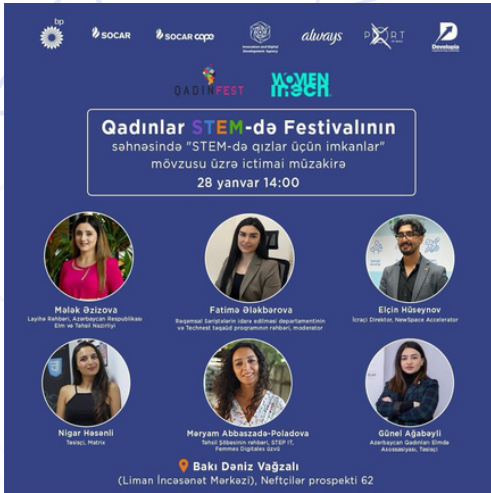 bp
SOCAR
SOCAR cape
Innovation and Digital
Development Agency
always
PORT
Developia
QADINFEST
WOMEN
IN TECH
Qadınlar STEM-də Festivalının
səhnəsində "STEM-də qızlar üçün imkanlar"
mövzusu üzrə ictimai müzakirə
28 yanvar 14:00
Mələk Əzizova
Layihə Rəhbəri, Azərbaycan Respublikası
Elm və Təhsil Nazirliyi
Fatimə Ələkbərova
Rəqəmsal Səriştələrin idarə edilməsi departamentinin
və Technest təqaüd proqramının rəhbəri, moderator
Elçin Hüseynov
İcraçi Direktor, NewSpace Accelerator
Nigar Həsənli
Təsisçi, Matrix
Məryəm Abbaszadə-Poladova
Təhsil Şöbəsinin rəhbəri, STEP IT,
Femmes Digitales üzvü
Günel Ağabəyli
Azərbaycan Qadınları Elmdə
Assosiasiyası, Təsisçi
Bakı Dəniz Vağzalı
(Liman İncəsənət Mərkəzi), Neftçilər prospekti 62